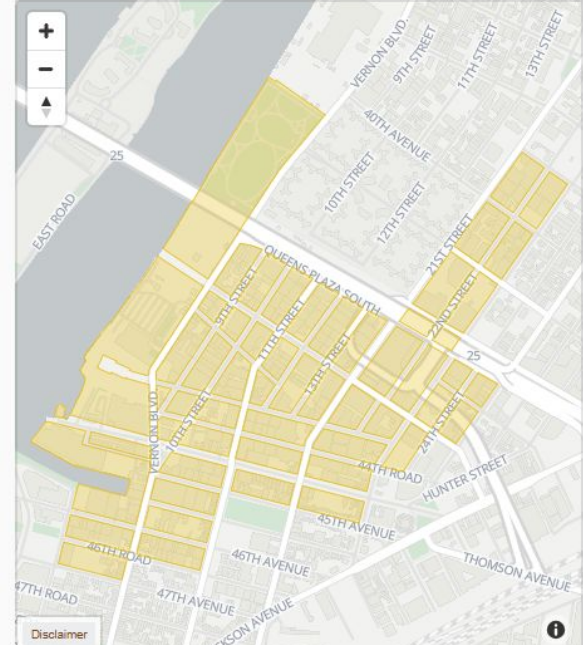 +
−
VERNON BLVD.
9TH STREET
11TH STREET
13TH STREET
40TH AVENUE
25
EAST ROAD
10TH STREET
12TH STREET
21ST STREET
QUEENS PLAZA SOUTH
22ND STREET
9TH STREET
11TH STREET
13TH STREET
25
VERNON BLVD.
10TH STREET
24TH STREET
44TH ROAD
HUNTER STREET
45TH AVENUE
46TH ROAD
46TH AVENUE
THOMSON AVENUE
47TH ROAD
47TH AVENUE
KSON AVENUE
Disclaimer
i